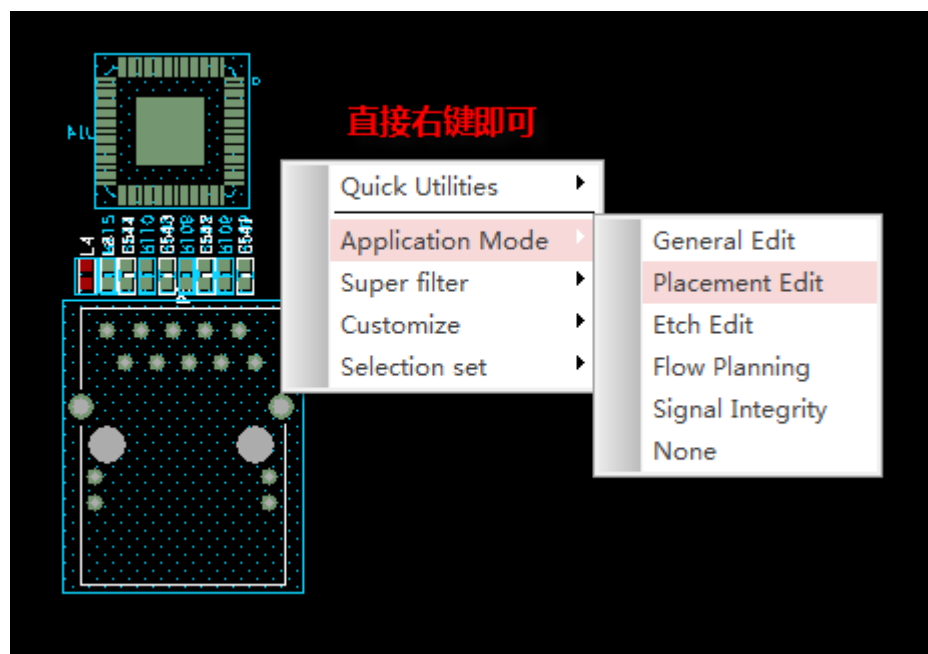 直接右键即可
Quick Utilities
Application Mode
Super filter
Customize
Selection set
General Edit
Placement Edit
Etch Edit
Flow Planning
Signal Integrity
None
L4